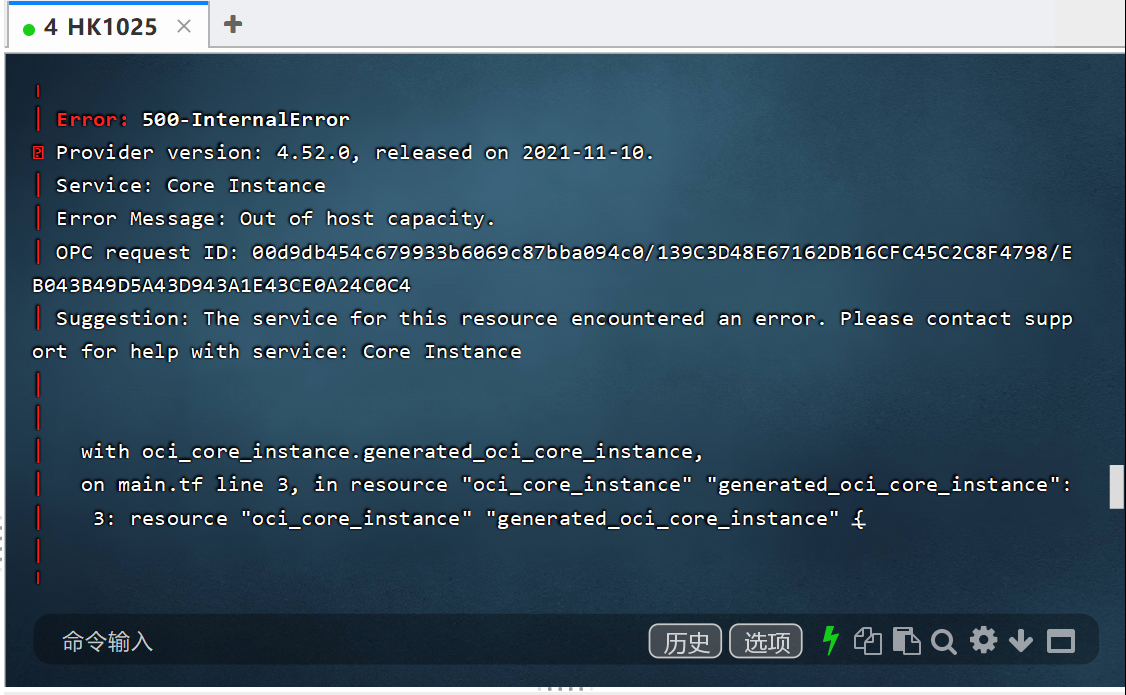 4 HK1025
Error: 500-InternalError
Provider version: 4.52.0, released on 2021-11-10.
Service: Core Instance
Error Message: Out of host capacity.
OPC request ID: 00d9db454c679933b6069c87bba094c0/139C3D48E67162DB16CFC45C2C8F4798/E
B043B49D5A43D943A1E43CE0A24C0C4
Suggestion: The service for this resource encountered an error. Please contact supp
ort for help with service: Core Instance
with oci_core_instance.generated_oci_core_instance,
on main.tf line 3, in resource "oci_core_instance" "generated_oci_core_instance":
3: resource "oci_core_instance" "generated_oci_core_instance" {
命令输入 历史 选项